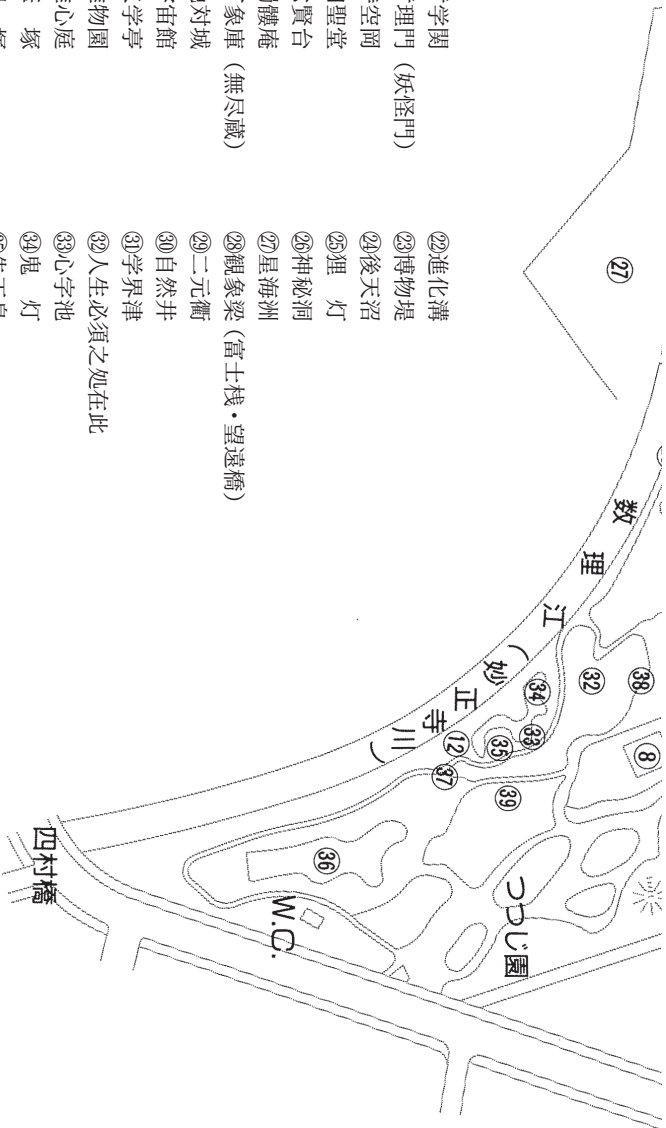 学関
理門（妖怪門）
空岡
聖堂
賢台
髏庵
象庫（無尽蔵）
対城
宙館
学亭
物園
心庭
塚
㉒進化溝
㉓博物堤
㉔後天沼
㉕狸 灯
㉖神秘洞
㉗星海洲
㉘観象梁（富士桟・望遠橋）
㉙二元衢
㉚自然井
㉛学界津
㉜人生必須之処在此
㉝心字池
㉞鬼 灯
㉗
数理江（妙正寺川）
㊳
㉜
㉞
㉝
㉟
⑫
㊲
⑧
㊴
㊱
つつじ園
W.C.
四村橋